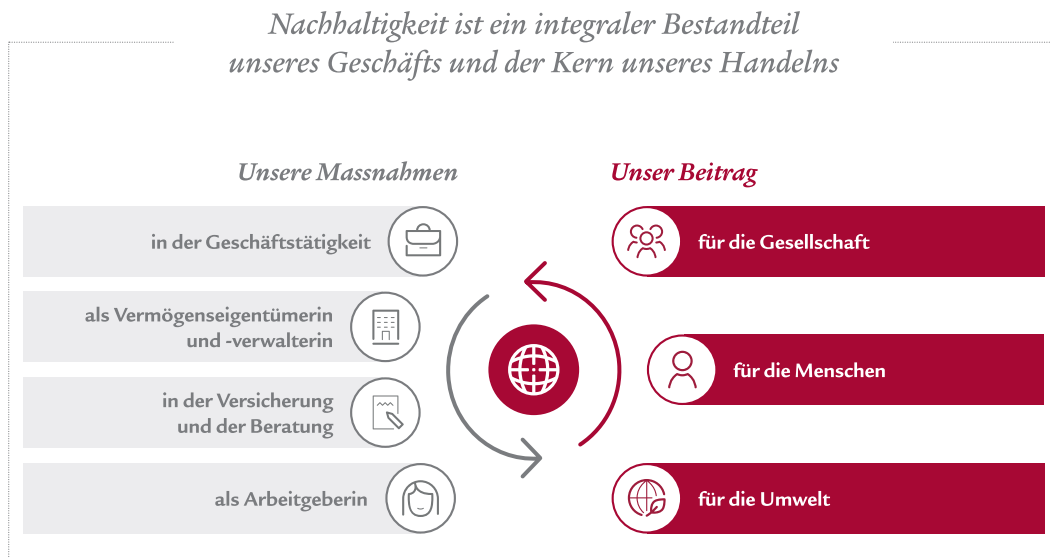 Nachhaltigkeit ist ein integraler Bestandteil
unseres Geschäfts und der Kern unseres Handelns
Unsere Massnahmen
in der Geschäftstätigkeit
als Vermögenseigentümerin
und -verwalterin
in der Versicherung
und der Beratung
als Arbeitgeberin
Unser Beitrag
für die Gesellschaft
für die Menschen
für die Umwelt